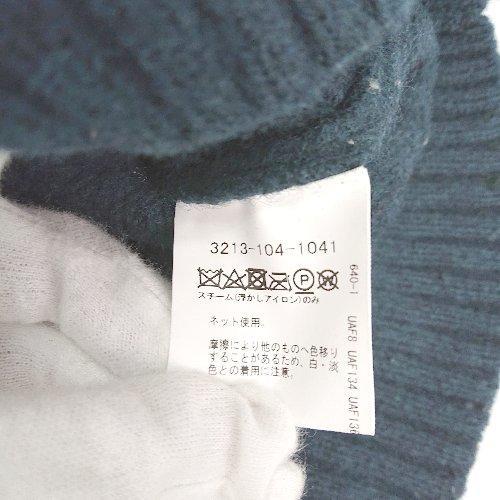 3213-104-1041
P W
スチーム(浮かしアイロン)のみ
ネット使用。
摩擦により他のものへ色移り
することがあるため、白・淡
色との着用に注意。
640-1 UAF8 UAF134 UAF136